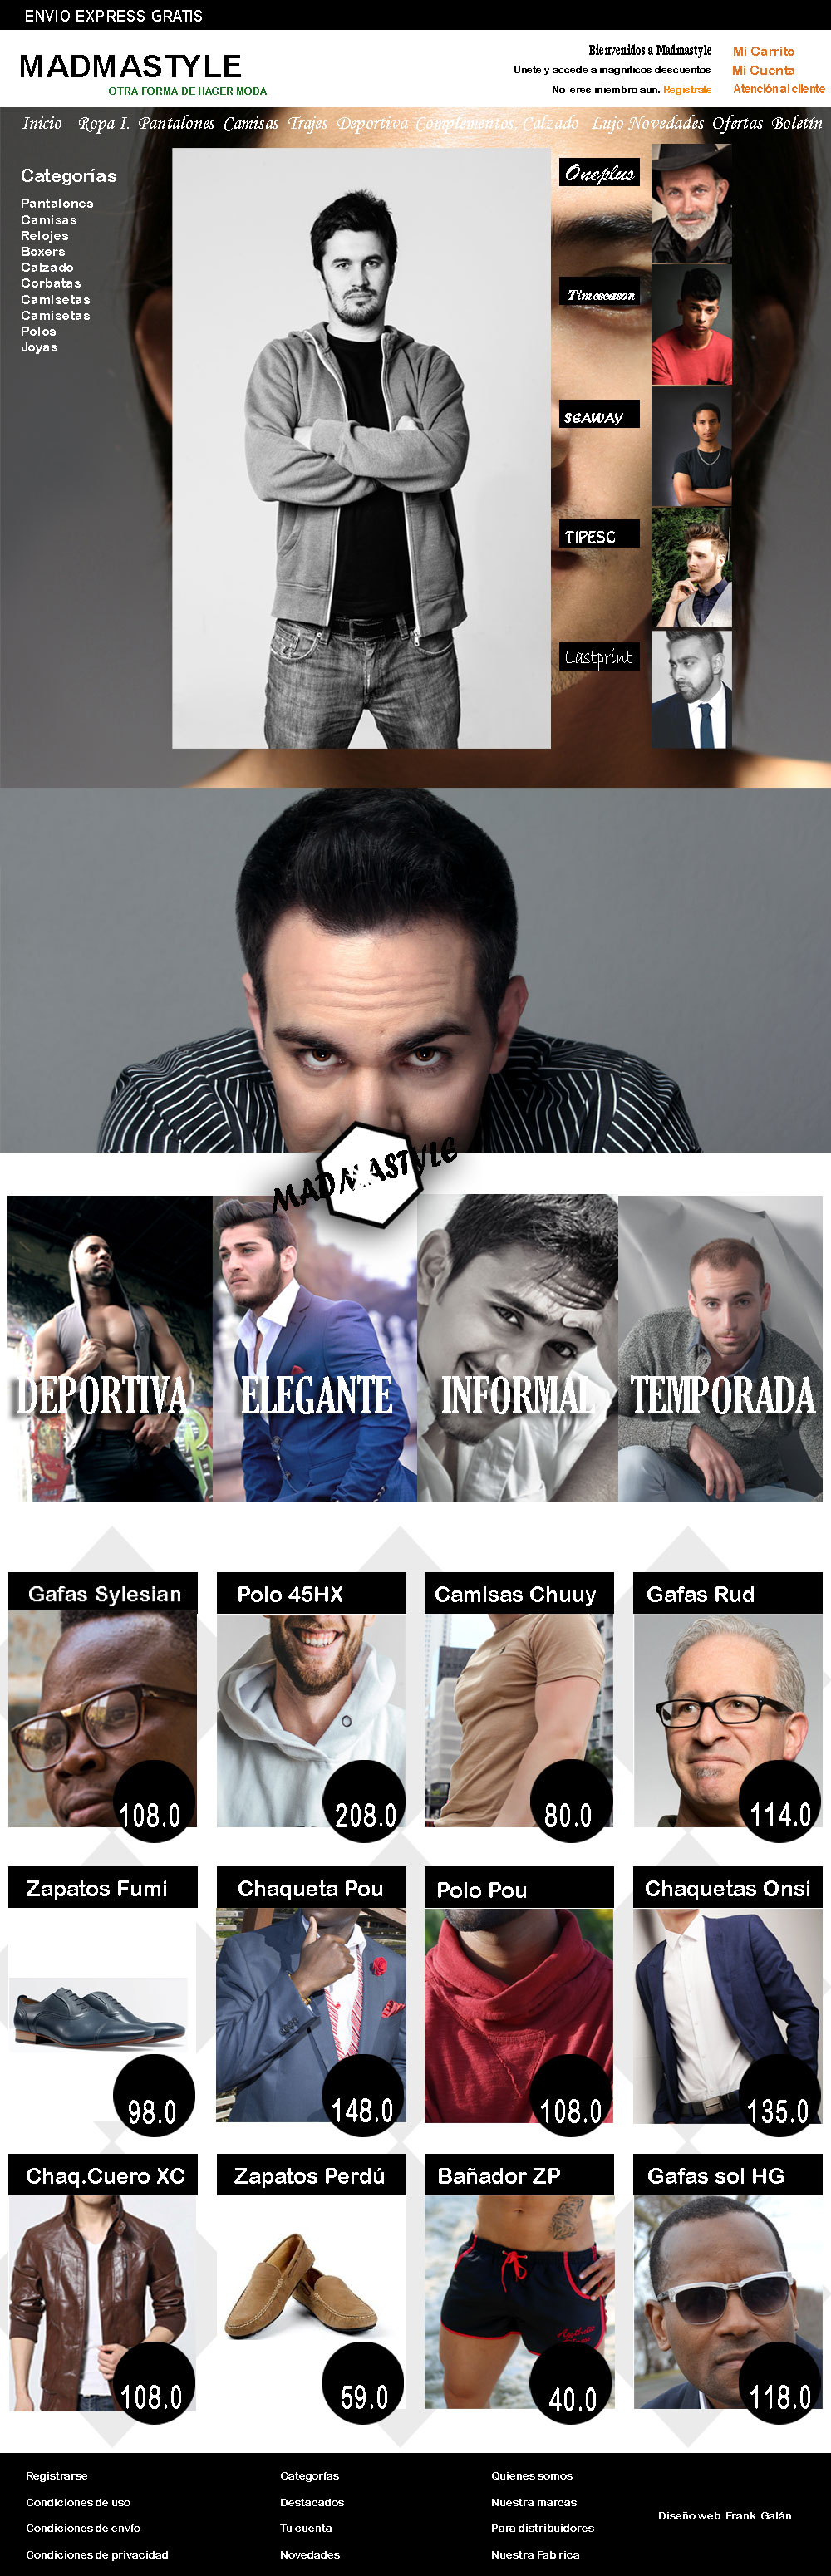 ENVIO EXPRESS GRATIS
MADMASTYLE
OTRA FORMA DE HACER MODA
Bienvenidos a Madmastyle
Unete y accede a magníficos descuentos
No eres miembro aún. Registrate
Mi Carrito
Mi Cuenta
Atención al cliente
Inicio Ropa I. Pantalones Camisas Trajes Deportiva Complementos, Calzado Lujo Novedades Ofertas Boletín
Categorías
Pantalones
Camisas
Relojes
Boxers
Calzado
Corbatas
Camisetas
Camisetas
Polos
Joyas
Oneplus
Timeseason
SEAWAY
TIPESC
Lastprint
MADMASTYLE
DEPORTIVA ELEGANTE INFORMAL TEMPORADA
Gafas Sylesian Polo 45HX Camisas Chuuy Gafas Rud
108.0 208.0 80.0 114.0
Zapatos Fumi Chaqueta Pou Polo Pou Chaquetas Onsi
98.0 148.0 108.0 135.0
Chaq.Cuero XC Zapatos Perdú Bañador ZP Gafas sol HG
108.0 59.0 40.0 118.0
Registrarse
Condiciones de uso
Condiciones de envío
Condiciones de privacidad
Categorías
Destacados
Tu cuenta
Novedades
Quienes somos
Nuestra marcas
Para distribuidores
Nuestra Fab rica
Diseño web Frank Galán